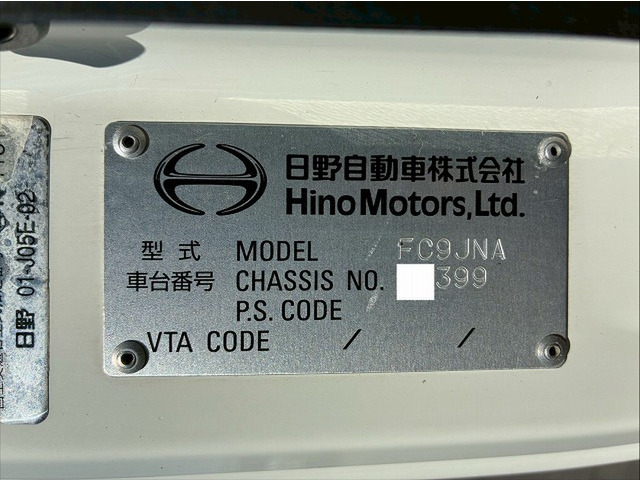 日野自動車株式会社
Hino Motors, Ltd.
型式 MODEL FC9JNA
車台番号 CHASSIS NO. 399
P.S. CODE
VTA CODE / /
日野 01-J05E-02